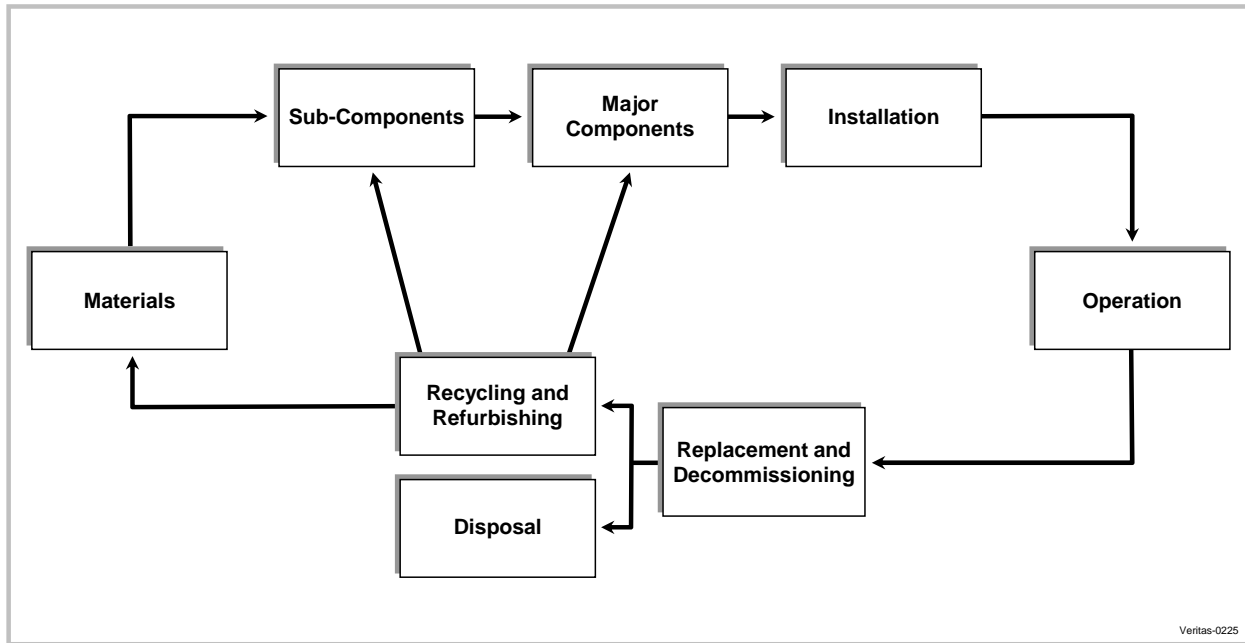 Sub-Components
Major
Components
Installation
Materials
Operation
Recycling and
Refurbishing
Replacement and
Decommissioning
Disposal
Veritas-0225